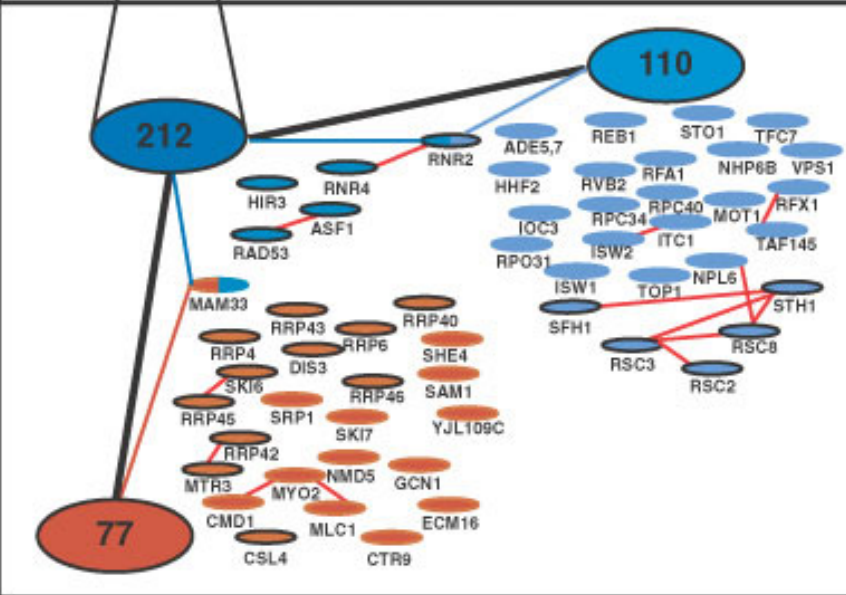 110
212
REB1
STO1
TFC7
ADE5,7
RNR2
NHP6B
VPS1
RNR4
HHF2
RVB2
RFA1
HIR3
RPC40
RFX1
RPC34
MOT1
ASF1
IOC3
ITC1
RAD53
ISW2
TAF145
RPO31
NPL6
ISW1
TOP1
MAM33
STH1
RRP40
SFH1
RRP43
RRP6
RSC8
RRP4
SHE4
RSC3
DIS3
SKI6
RSC2
RRP46
SAM1
RRP45
SRP1
YJL109C
SKI7
RRP42
NMD5
GCN1
MTR3
MYO2
CMD1
MLC1
ECM16
77
CSL4
CTR9